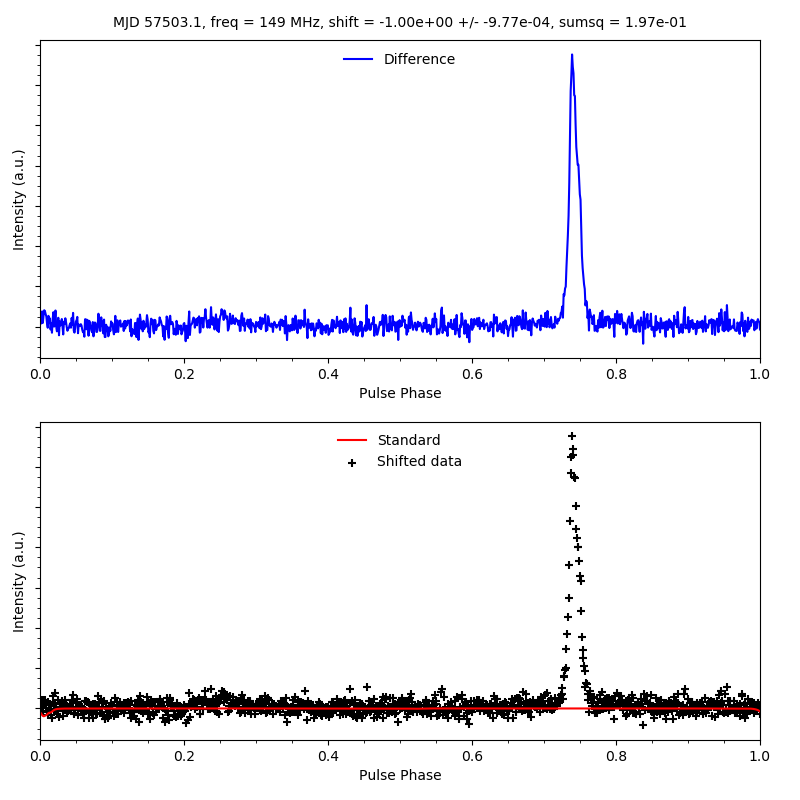 MJD 57503.1, freq = 149 MHz, shift = -1.00e+00 +/- -9.77e-04, sumsq = 1.97e-01
Difference
Intensity (a.u.)
0.0 0.2 0.4 0.6 0.8 1.0
Pulse Phase
Standard
Shifted data
Intensity (a.u.)
0.0 0.2 0.4 0.6 0.8 1.0
Pulse Phase